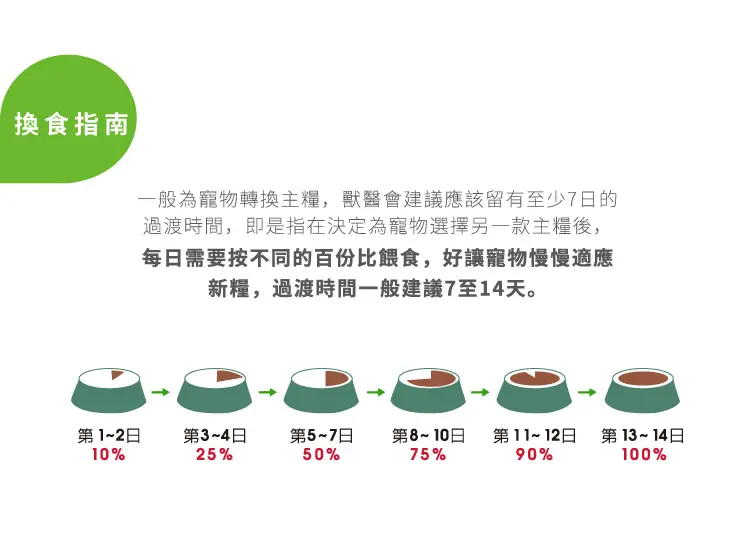 換食指南
一般為寵物轉換主糧，獸醫會建議應該留有至少7日的
過渡時間，即是指在決定為寵物選擇另一款主糧後，
每日需要按不同的百份比餵食，好讓寵物慢慢適應
新糧，過渡時間一般建議7至14天。
第 1~2日 第3~4日 第5~7日 第8~ 10日 第 11~ 12日 第 13~ 14日
10% 25% 50% 75% 90% 100%